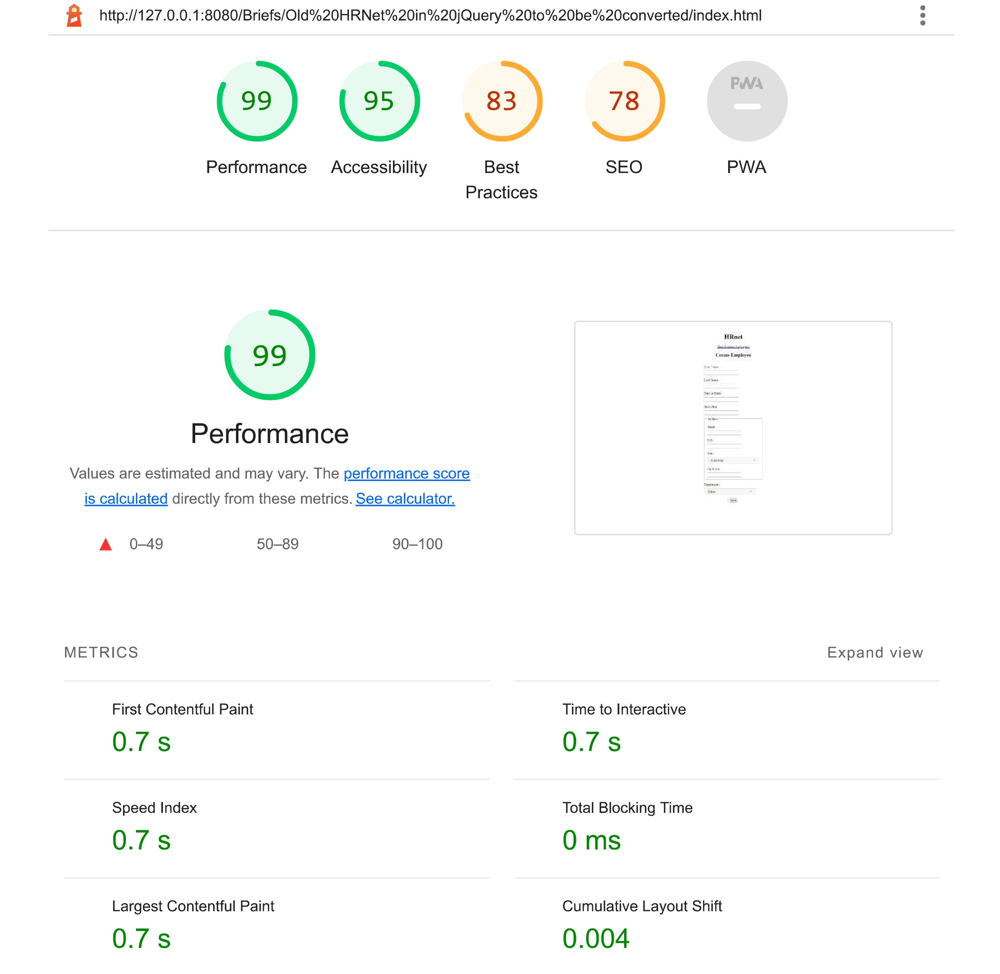 http://127.0.0.1:8080/Briefs/Old%20HRNet%20in%20jQuery%20to%20be%20converted/index.html
99
95
83
78
PWA
Performance
Accessibility
Best
Practices
SEO
PWA
99
Performance
Values are estimated and may vary. The performance score
is calculated directly from these metrics. See calculator.
0–49
50–89
90–100
HRnet
View Current Employees
Create Employee
First Name
Last Name
Date of Birth
Start Date
Address
Street
City
State
Zip Code
Department
Sales
Save
METRICS
Expand view
First Contentful Paint
0.7 s
Time to Interactive
0.7 s
Speed Index
0.7 s
Total Blocking Time
0 ms
Largest Contentful Paint
0.7 s
Cumulative Layout Shift
0.004